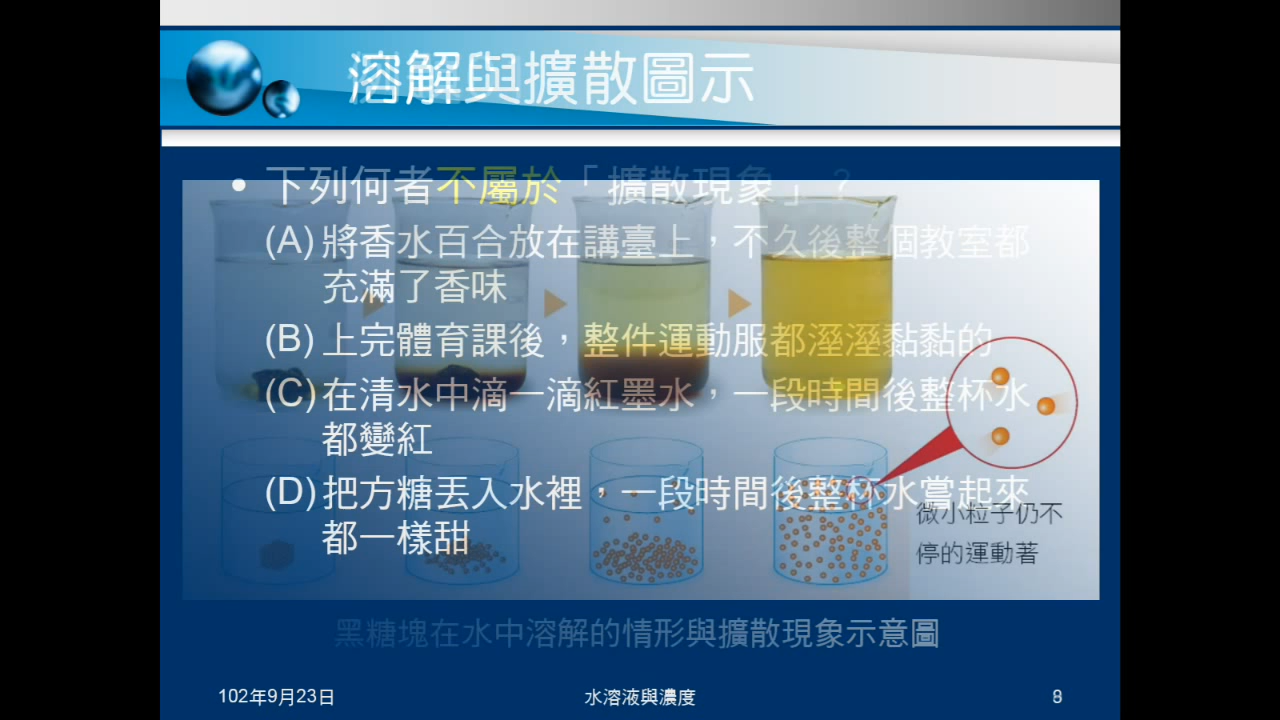 溶解與擴散圖示
• 下列何者不屬於「擴散現象」？
(A) 將香水百合放在講臺上，不久後整個教室都
充滿了香味
(B) 上完體育課後，整件運動服都溼溼黏黏的
(C) 在清水中滴一滴紅墨水，一段時間後整杯水
都變紅
(D) 把方糖丟入水裡，一段時間後整杯水嘗起來
都一樣甜
微小粒子仍不
停的運動著
黑糖塊在水中溶解的情形與擴散現象示意圖
102年9月23日
水溶液與濃度